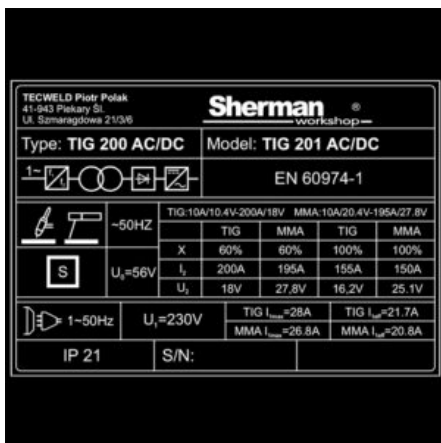 TECWELD Piotr Polak
41-943 Piekary Śl.
Ul. Szmaragdowa 21/3/6
Sherman ®
workshop
Type: TIG 200 AC/DC
Model: TIG 201 AC/DC
1~
EN 60974-1
~50HZ
TIG:10A/10.4V-200A/18V MMA:10A/20.4V-195A/27.8V
TIG MMA TIG MMA
S
U₀=56V
X 60% 60% 100% 100%
I₂ 200A 195A 155A 150A
U₂ 18V 27,8V 16,2V 25.1V
1~50Hz
U₁=230V
TIG I₁max=28A TIG I₁eff=21.7A
MMA I₁max=26.8A MMA I₁eff=20.8A
IP 21
S/N: